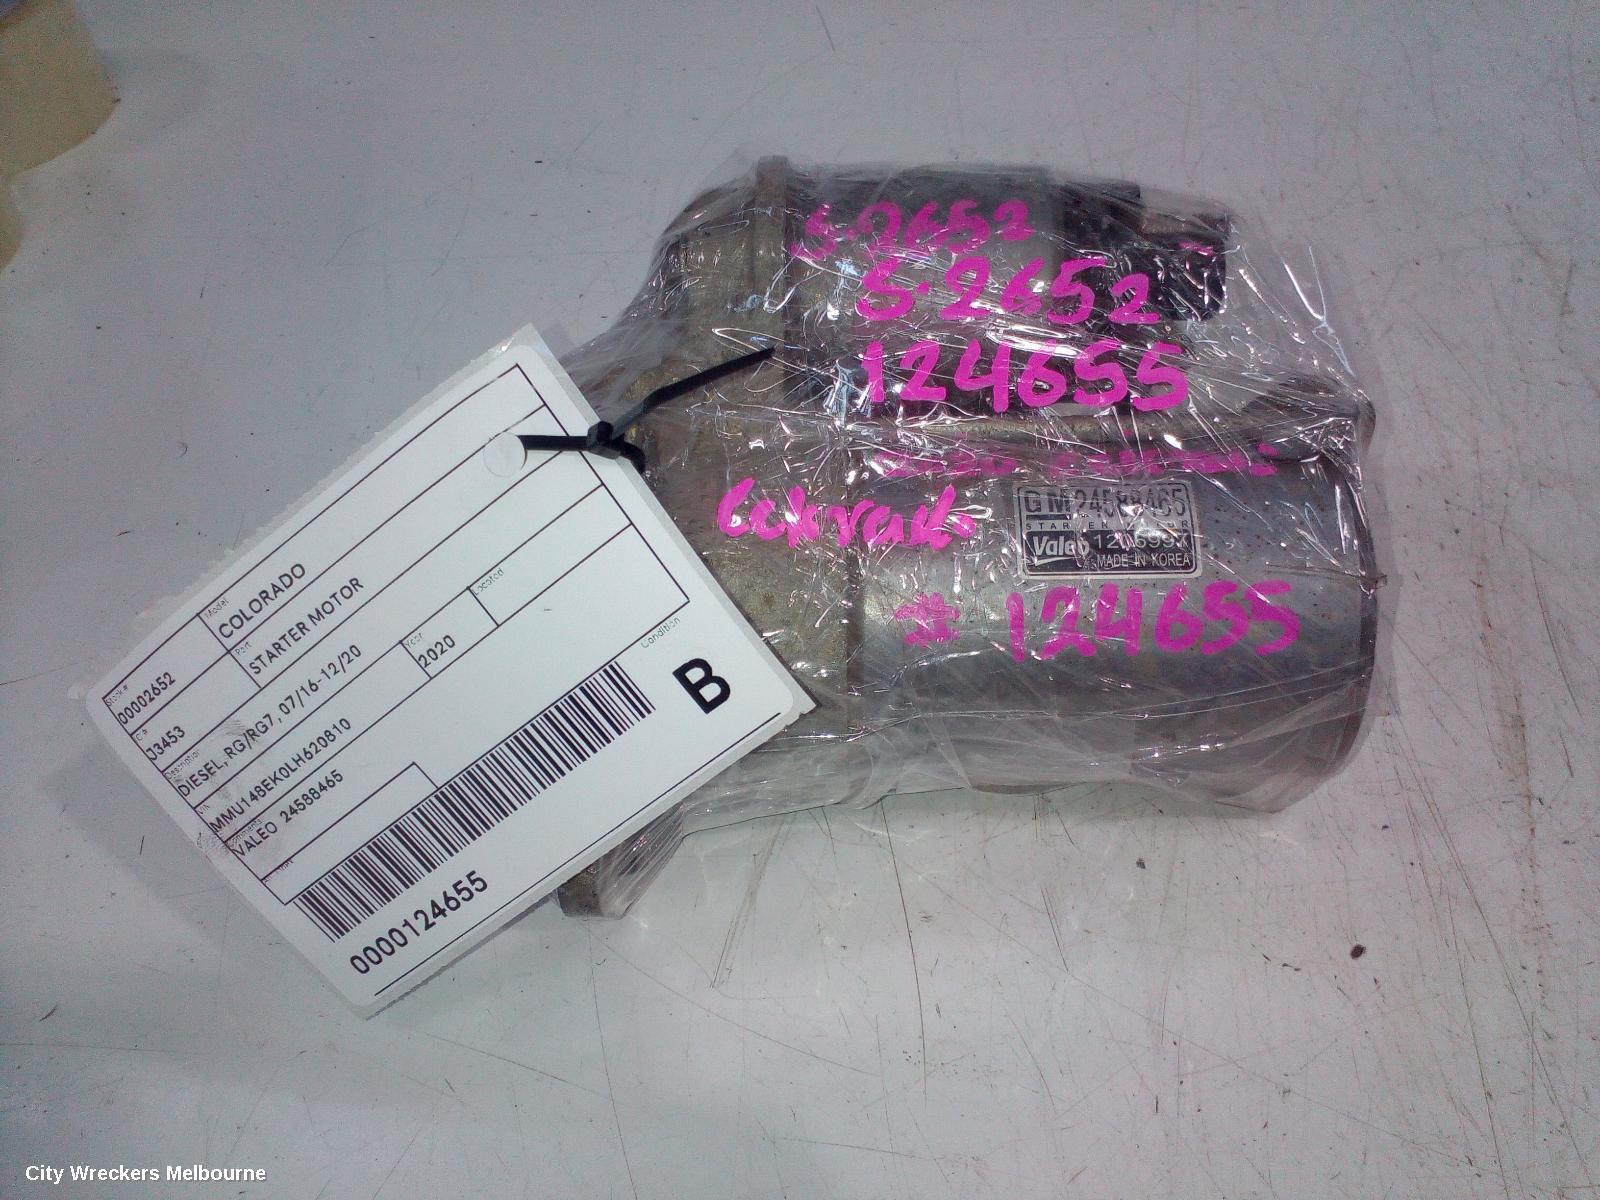 Stock#
00002652
Model
COLORADO
C#
J3453
Part
STARTER MOTOR
Description
DIESEL, RG/RG7, 07/16-12/20
MMU148EK0LH620810
Year
2020
Located
Comments
VALEO 24588465
Condition
B
0000124655
S-2652
S-2652
124655
GM 24588465
STARTER MOTOR
Valeo
MADE IN KOREA
# 124655
City Wreckers Melbourne